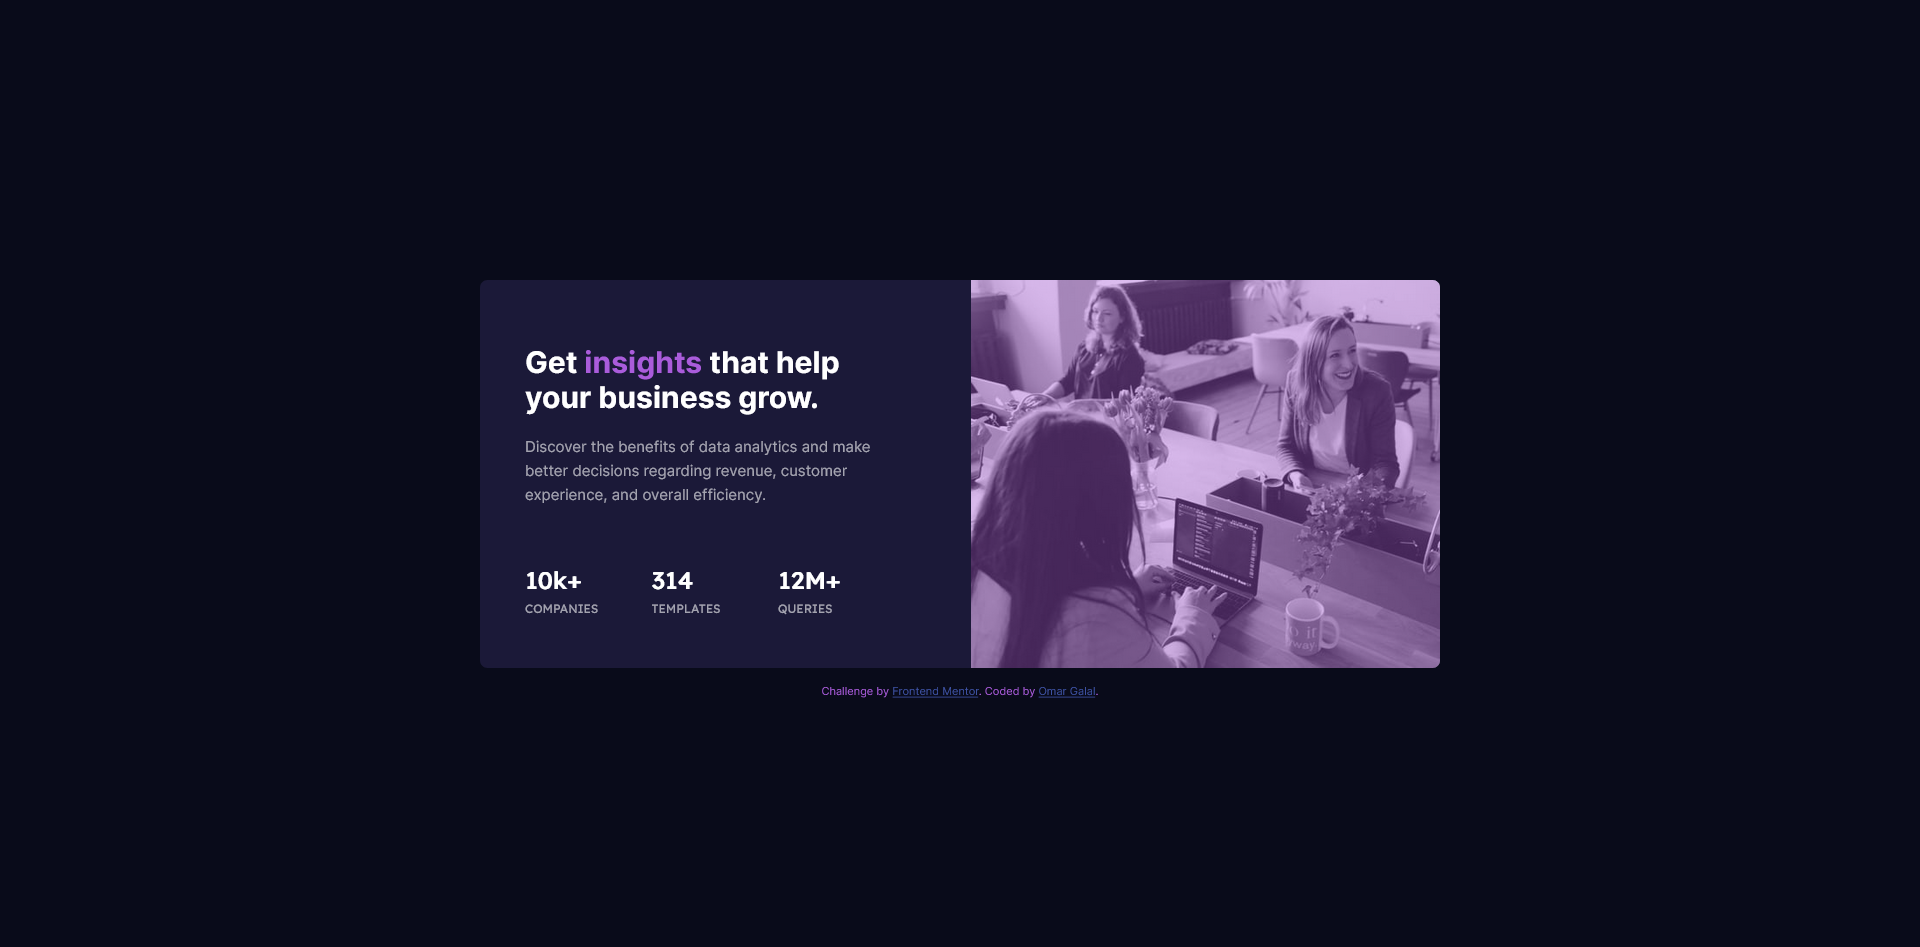 Get insights that help
your business grow.
Discover the benefits of data analytics and make
better decisions regarding revenue, customer
experience, and overall efficiency.
10k+ 314 12M+
COMPANIES TEMPLATES QUERIES
it
way.
Challenge by Frontend Mentor. Coded by Omar Galal.